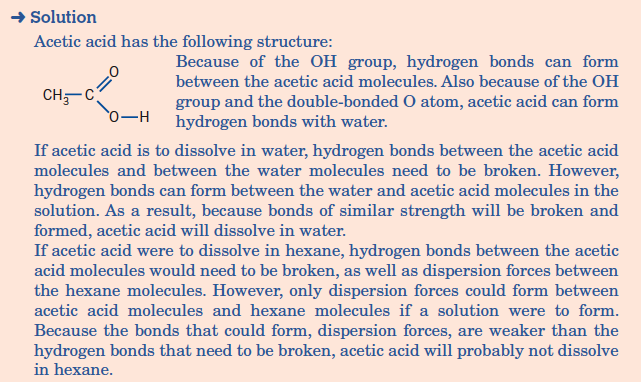 ➔ Solution
Acetic acid has the following structure:
CH₃—C
O
O—H
Because of the OH group, hydrogen bonds can form
between the acetic acid molecules. Also because of the OH
group and the double-bonded O atom, acetic acid can form
hydrogen bonds with water.
If acetic acid is to dissolve in water, hydrogen bonds between the acetic acid
molecules and between the water molecules need to be broken. However,
hydrogen bonds can form between the water and acetic acid molecules in the
solution. As a result, because bonds of similar strength will be broken and
formed, acetic acid will dissolve in water.
If acetic acid were to dissolve in hexane, hydrogen bonds between the acetic
acid molecules would need to be broken, as well as dispersion forces between
the hexane molecules. However, only dispersion forces could form between
acetic acid molecules and hexane molecules if a solution were to form.
Because the bonds that could form, dispersion forces, are weaker than the
hydrogen bonds that need to be broken, acetic acid will probably not dissolve
in hexane.